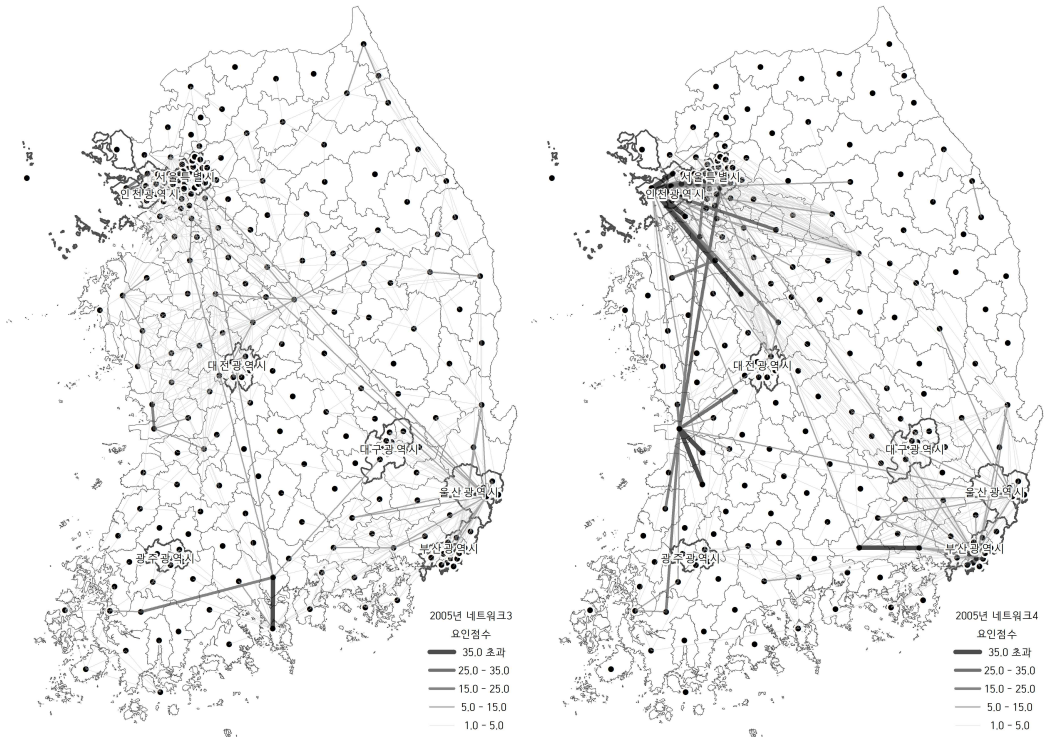 서울특별시
인천광역시
대전광역시
대구광역시
울산광역시
부산광역시
광주광역시
2005년 네트워크3
요인점수
35.0 초과
25.0 - 35.0
15.0 - 25.0
5.0 - 15.0
1.0 - 5.0
서울특별시
인천광역시
대전광역시
대구광역시
울산광역시
부산광역시
광주광역시
2005년 네트워크4
요인점수
35.0 초과
25.0 - 35.0
15.0 - 25.0
5.0 - 15.0
1.0 - 5.0